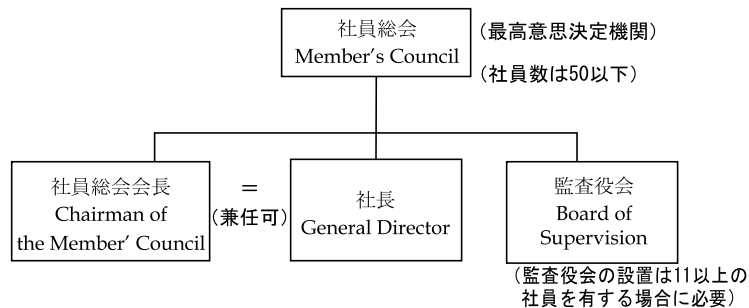 社員総会
Member's Council
(最高意思決定機関)
(社員数は50以下)
社員総会会長
Chairman of
the Member' Council
=
(兼任可)
社長
General Director
監査役会
Board of
Supervision
(監査役会の設置は11以上の
社員を有する場合に必要)